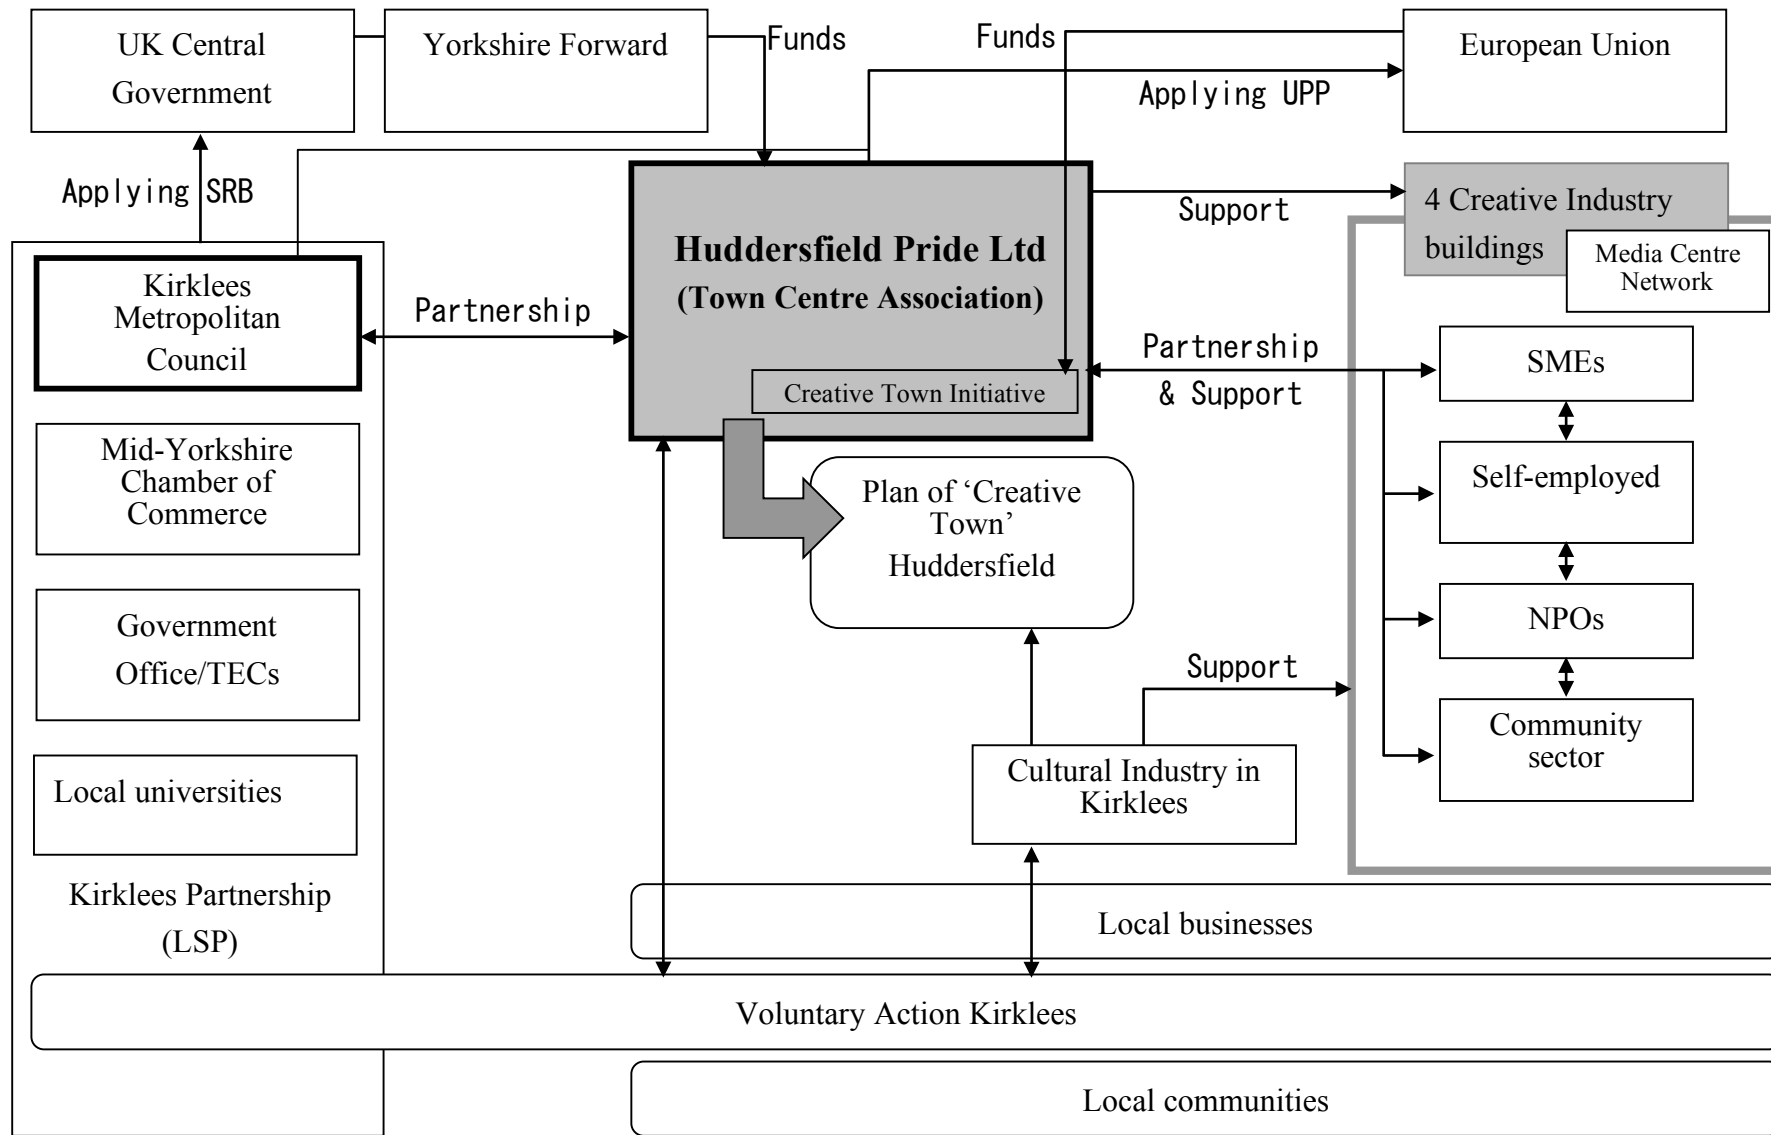 UK Central
Government
Yorkshire Forward
Funds
Funds
European Union
Applying UPP
Applying SRB
Huddersfield Pride Ltd
(Town Centre Association)
Creative Town Initiative
Support
4 Creative Industry
buildings
Media Centre
Network
Kirklees
Metropolitan
Council
Partnership
Partnership
& Support
SMEs
Mid-Yorkshire
Chamber of
Commerce
Plan of ‘Creative
Town’
Huddersfield
Self-employed
Government
Office/TECs
NPOs
Support
Community
sector
Local universities
Cultural Industry in
Kirklees
Kirklees Partnership
(LSP)
Local businesses
Voluntary Action Kirklees
Local communities